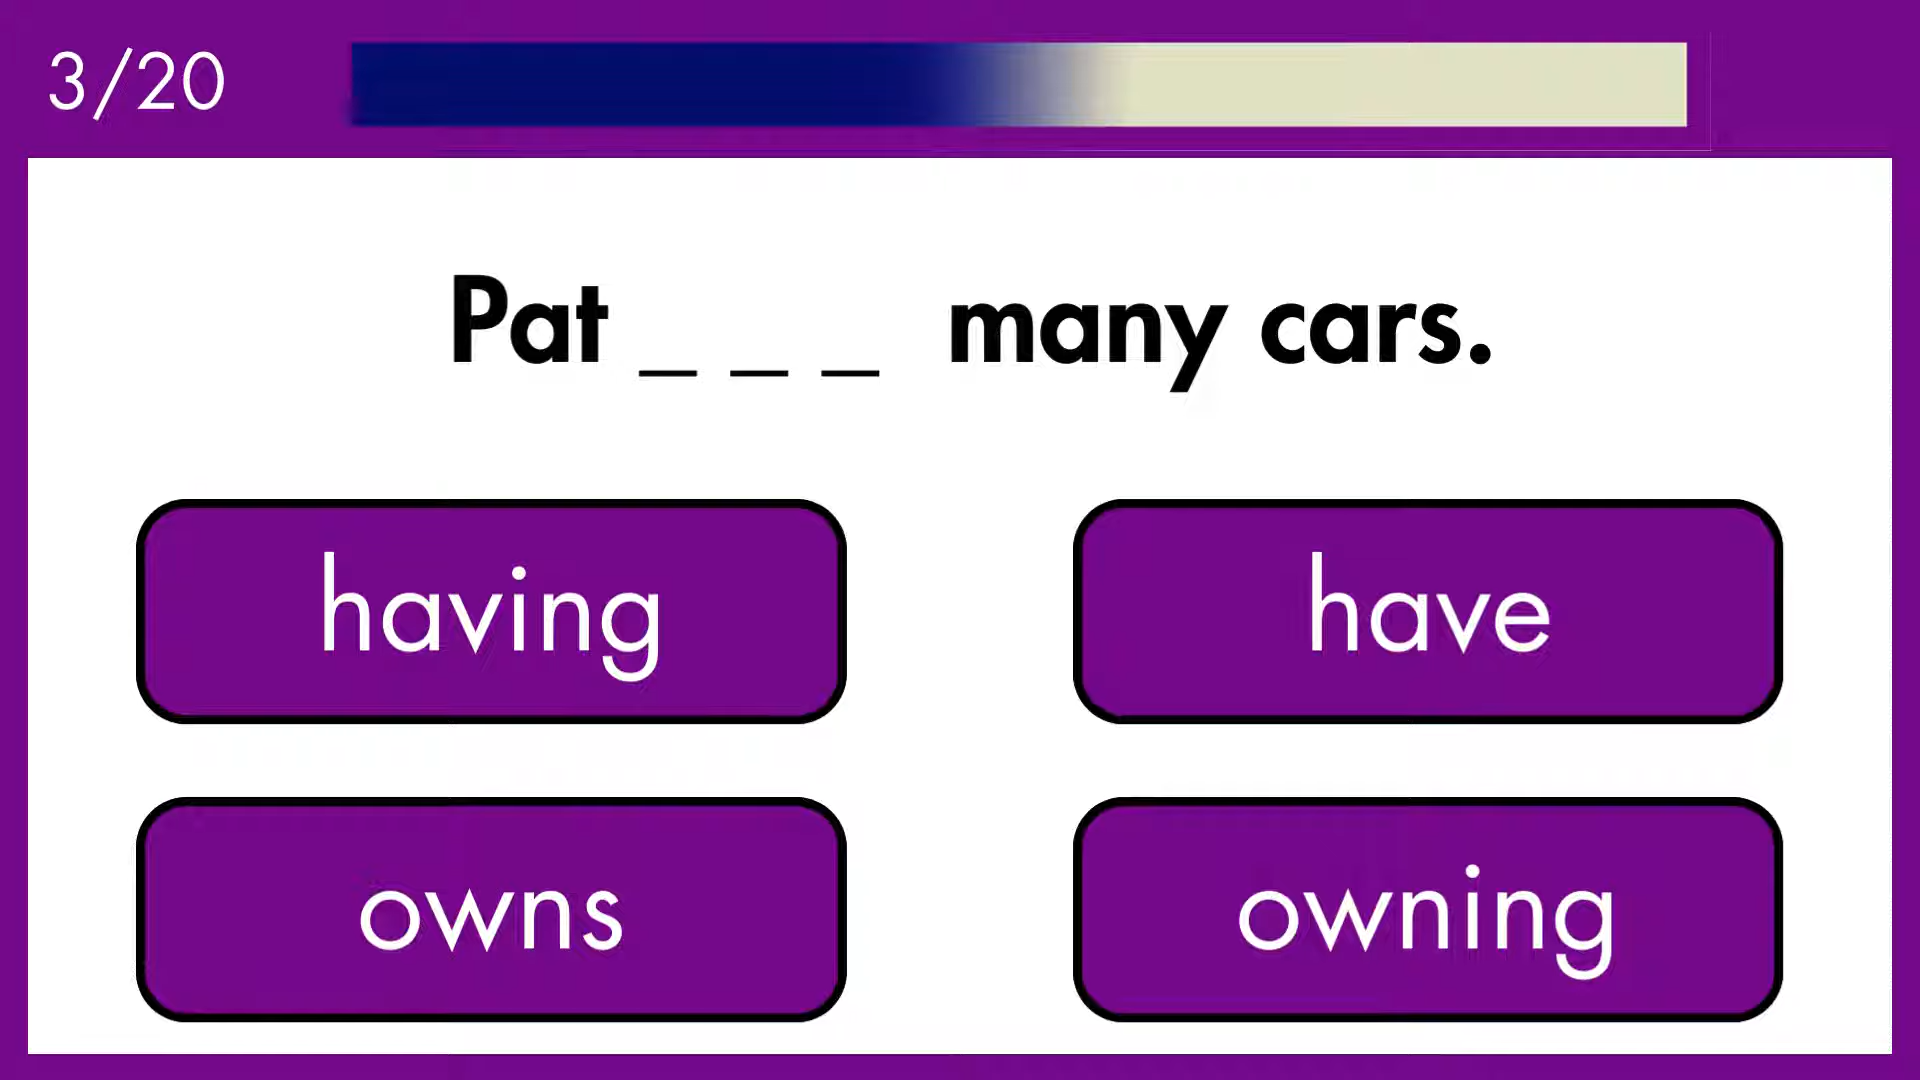 3/20
Pat _ _ _ many cars.
having
have
owns
owning